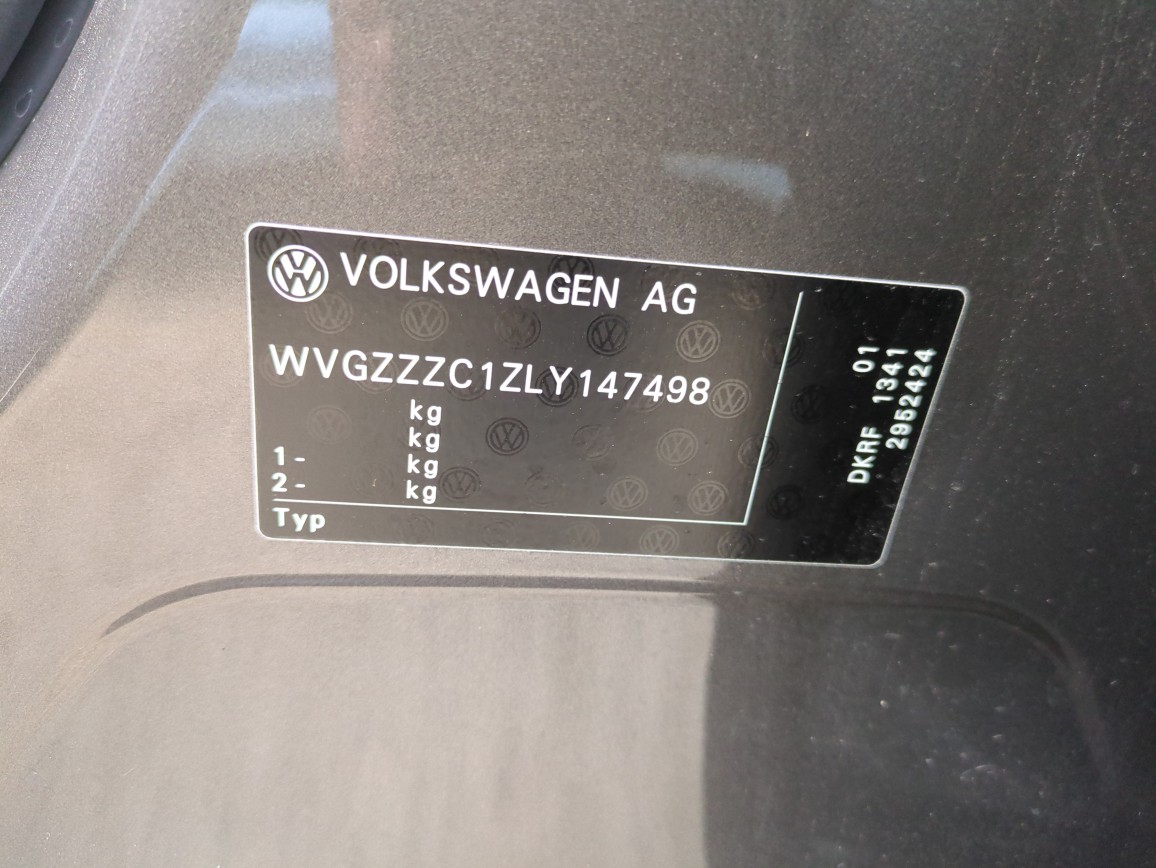 VOLKSWAGEN AG
WVGZZZC1ZLY147498
kg
kg
1- kg
2- kg
Typ
DKRF 1341 01
2952424